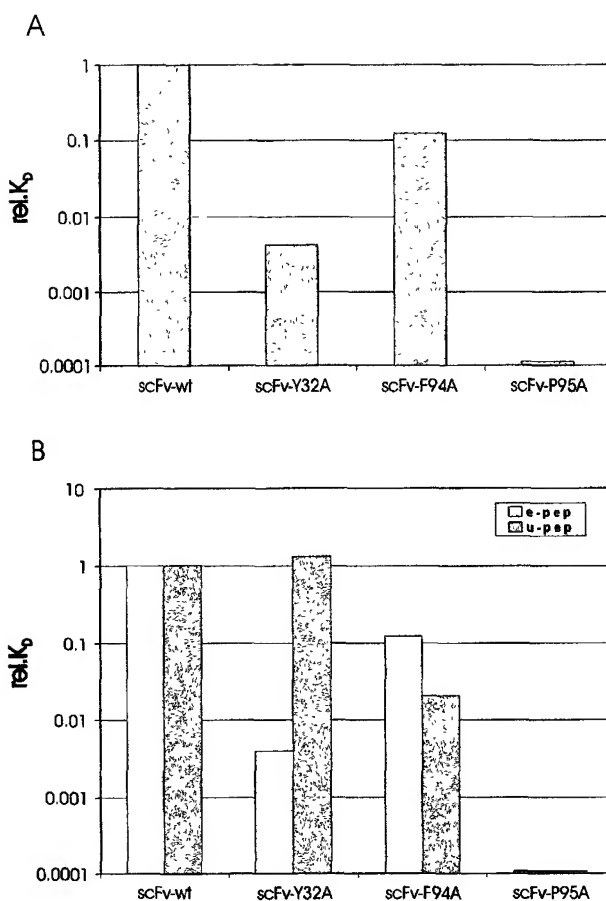 A
1
0.1
0.01
0.001
0.0001
rel.KD
scFv-wt scFv-Y32A scFv-F94A scFv-P95A
B
10
1
0.1
0.01
0.001
0.0001
rel.KD
e-pep
u-pep
scFv-wt scFv-Y32A scFv-F94A scFv-P95A